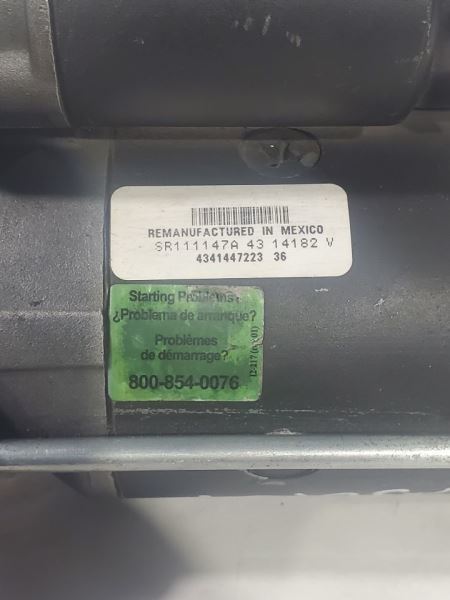 REMANUFACTURED IN MEXICO
SR111147A 43 14182 V
4341447223 36
Starting Problems?
¿Problema de arranque?
Problèmes
de démarrage?
800-854-0076